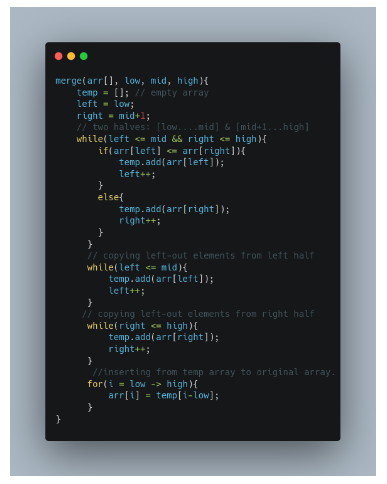 merge(arr[], low, mid, high){
temp = []; // empty array
left = low;
right = mid+1;
// two halves: [low....mid] & [mid+1...high]
while(left <= mid && right <= high){
if(arr[left] <= arr[right]){
temp.add(arr[left]);
left++;
}
else{
temp.add(arr[right]);
right++;
}
}
// copying left-out elements from left half
while(left <= mid){
temp.add(arr[left]);
left++;
}
// copying left-out elements from right half
while(right <= high){
temp.add(arr[right]);
right++;
}
//inserting from temp array to original array.
for(i = low -> high){
arr[i] = temp[i-low];
}
}